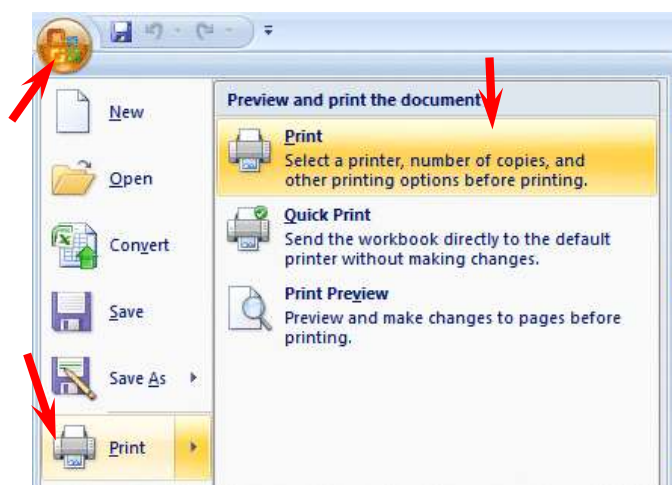 New
Open
Convert
Save
Save As
Print
Preview and print the document
Print
Select a printer, number of copies, and
other printing options before printing.
Quick Print
Send the workbook directly to the default
printer without making changes.
Print Preview
Preview and make changes to pages before
printing.